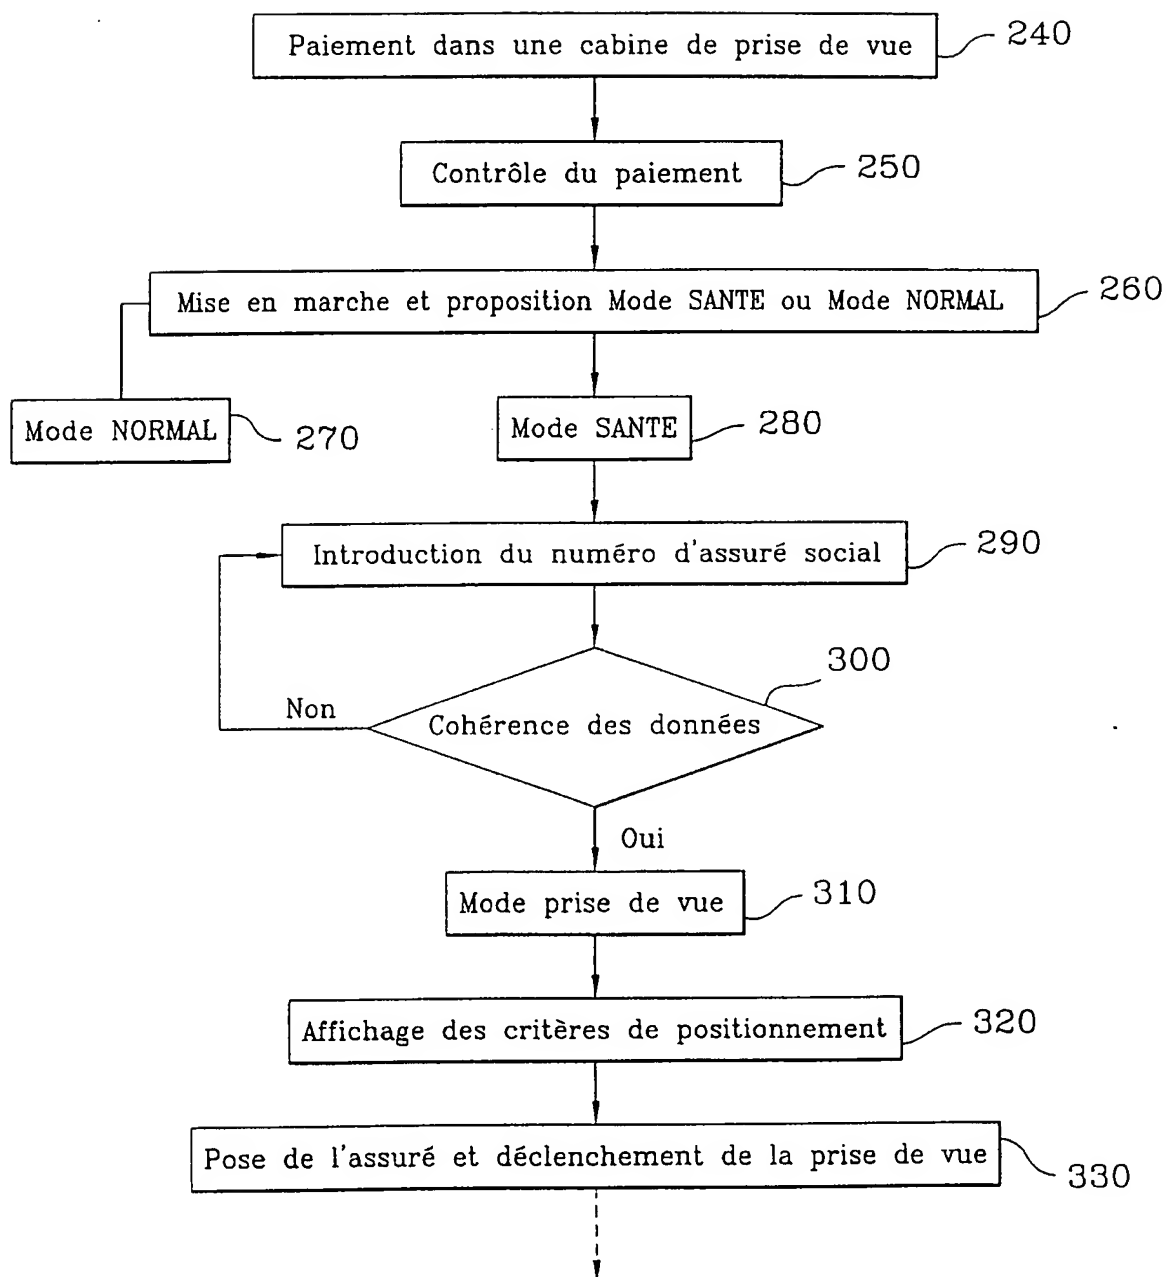 Paiement dans une cabine de prise de vue
240
Contrôle du paiement
250
Mise en marche et proposition Mode SANTE ou Mode NORMAL
260
Mode NORMAL
270
Mode SANTE
280
Introduction du numéro d'assuré social
290
300
Cohérence des données
Non
Oui
Mode prise de vue
310
Affichage des critères de positionnement
320
Pose de l'assuré et déclenchement de la prise de vue
330